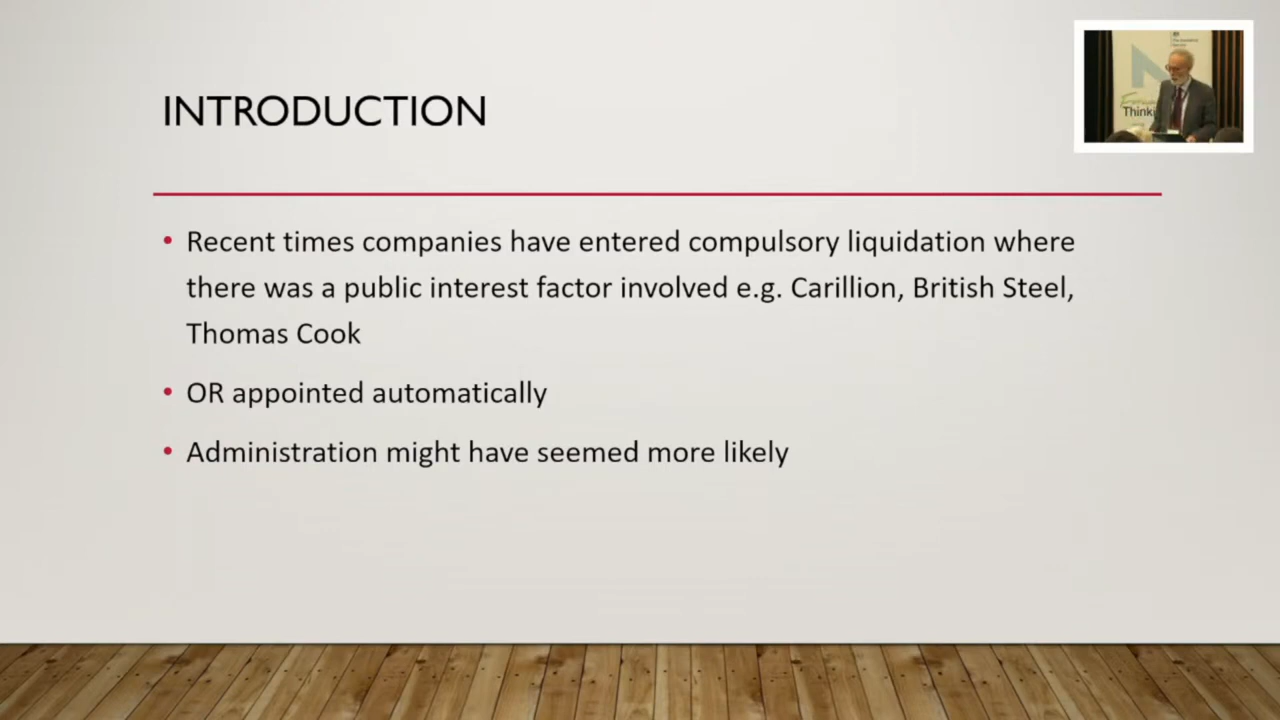 INTRODUCTION
• Recent times companies have entered compulsory liquidation where
there was a public interest factor involved e.g. Carillion, British Steel,
Thomas Cook
• OR appointed automatically
• Administration might have seemed more likely